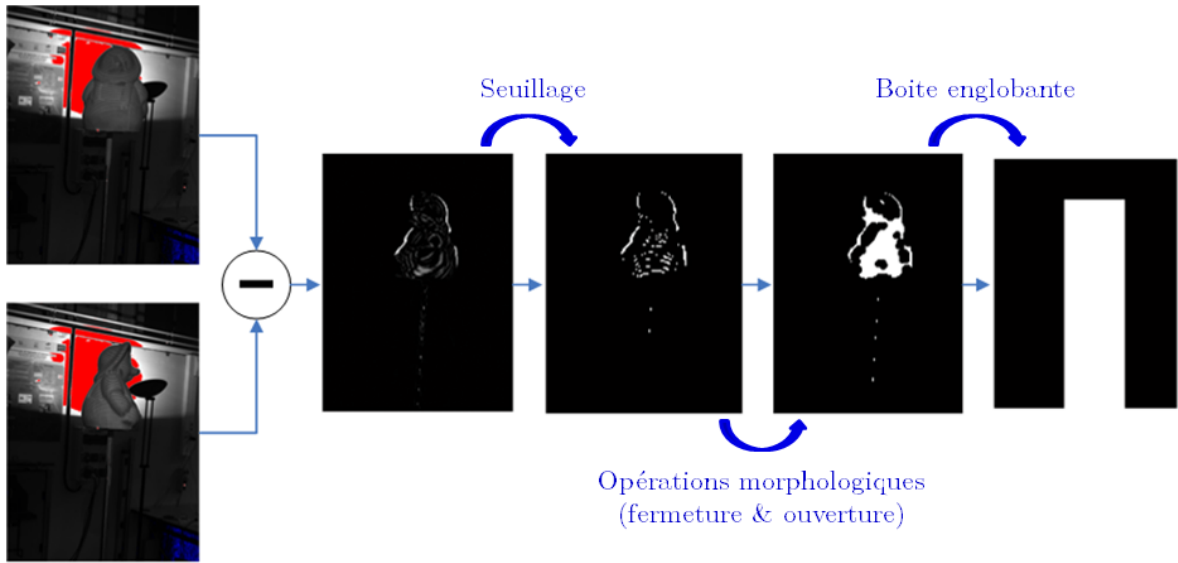 Seuillage
Boite englobante
Opérations morphologiques
(fermeture & ouverture)